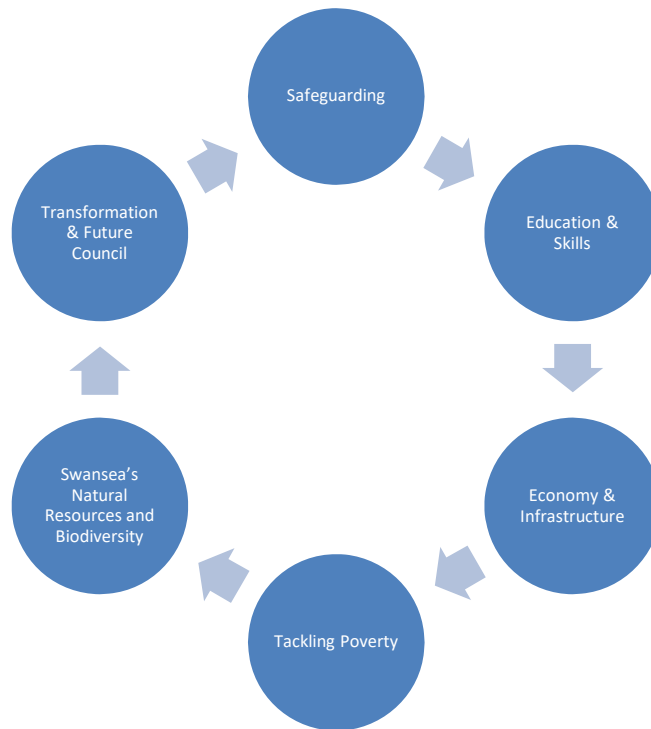 Safeguarding
Education &
Skills
Economy &
Infrastructure
Tackling Poverty
Swansea’s
Natural
Resources and
Biodiversity
Transformation
& Future
Council